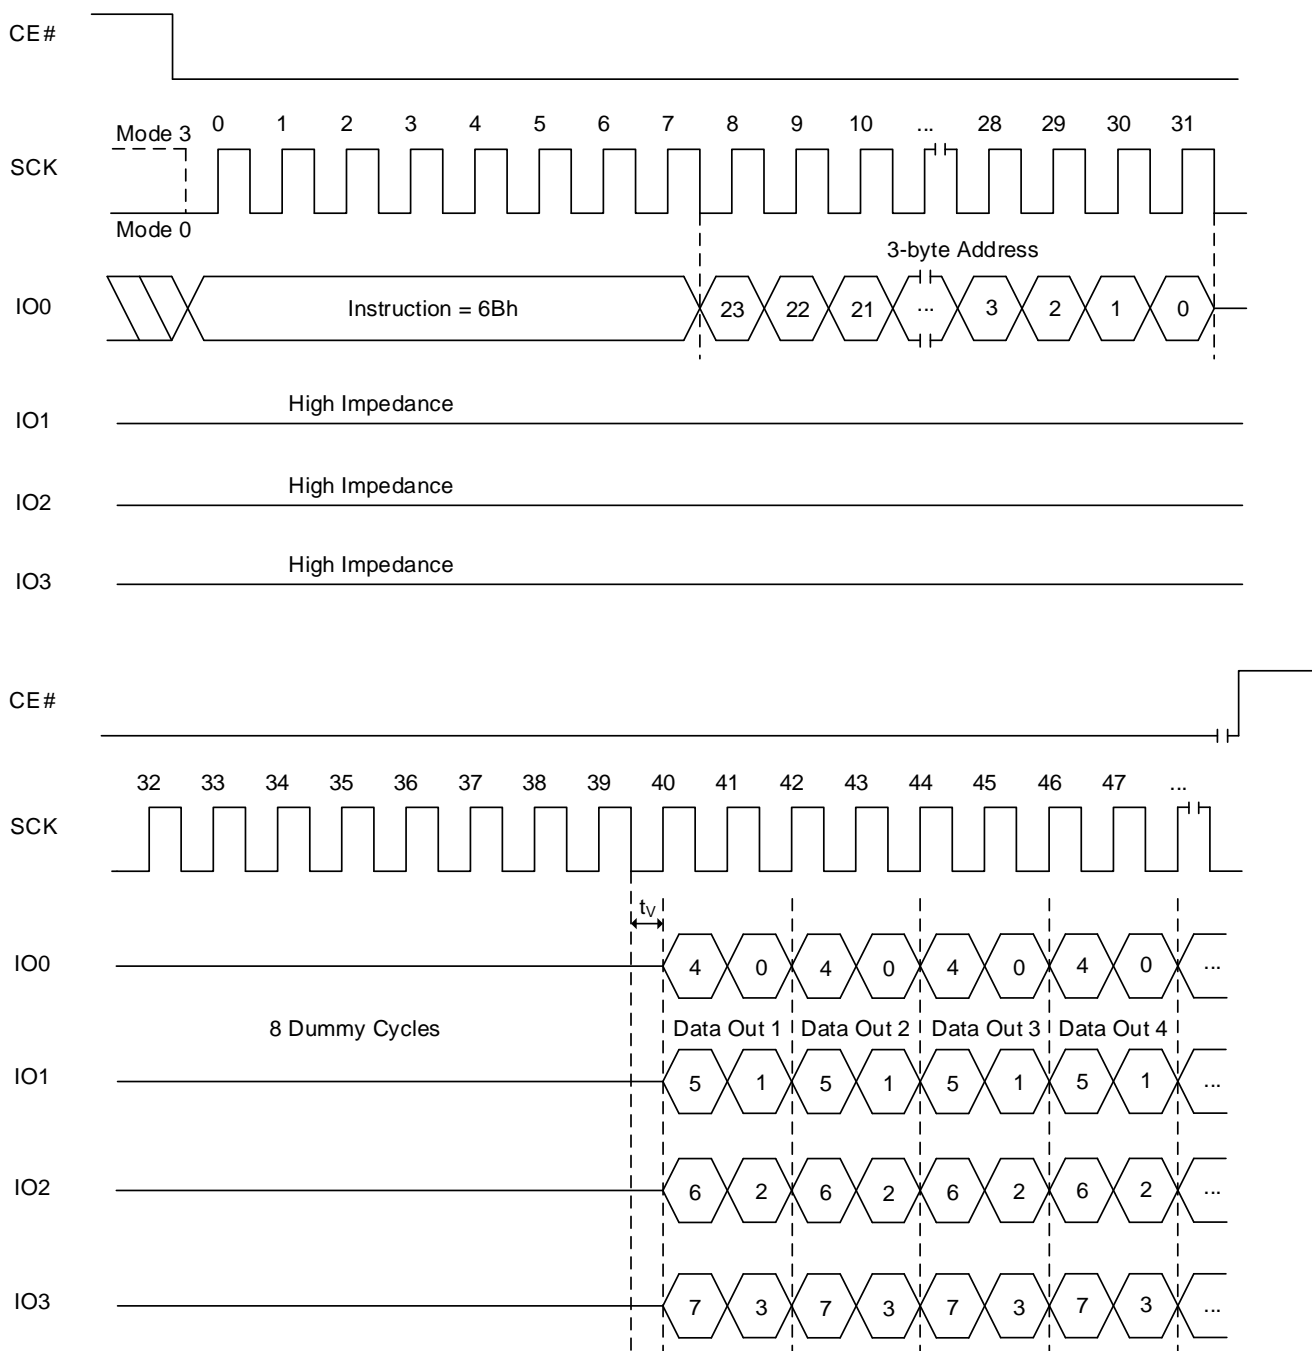 CE#
Mode 3 0 1 2 3 4 5 6 7 8 9 10 ... 28 29 30 31
SCK
Mode 0
3-byte Address
IO0 Instruction = 6Bh 23 22 21 ... 3 2 1 0
High Impedance
IO1
High Impedance
IO2
High Impedance
IO3
CE#
32 33 34 35 36 37 38 39 40 41 42 43 44 45 46 47 ...
SCK
tV
IO0 4 0 4 0 4 0 4 0 ...
8 Dummy Cycles Data Out 1 Data Out 2 Data Out 3 Data Out 4
IO1 5 1 5 1 5 1 5 1 ...
IO2 6 2 6 2 6 2 6 2 ...
IO3 7 3 7 3 7 3 7 3 ...